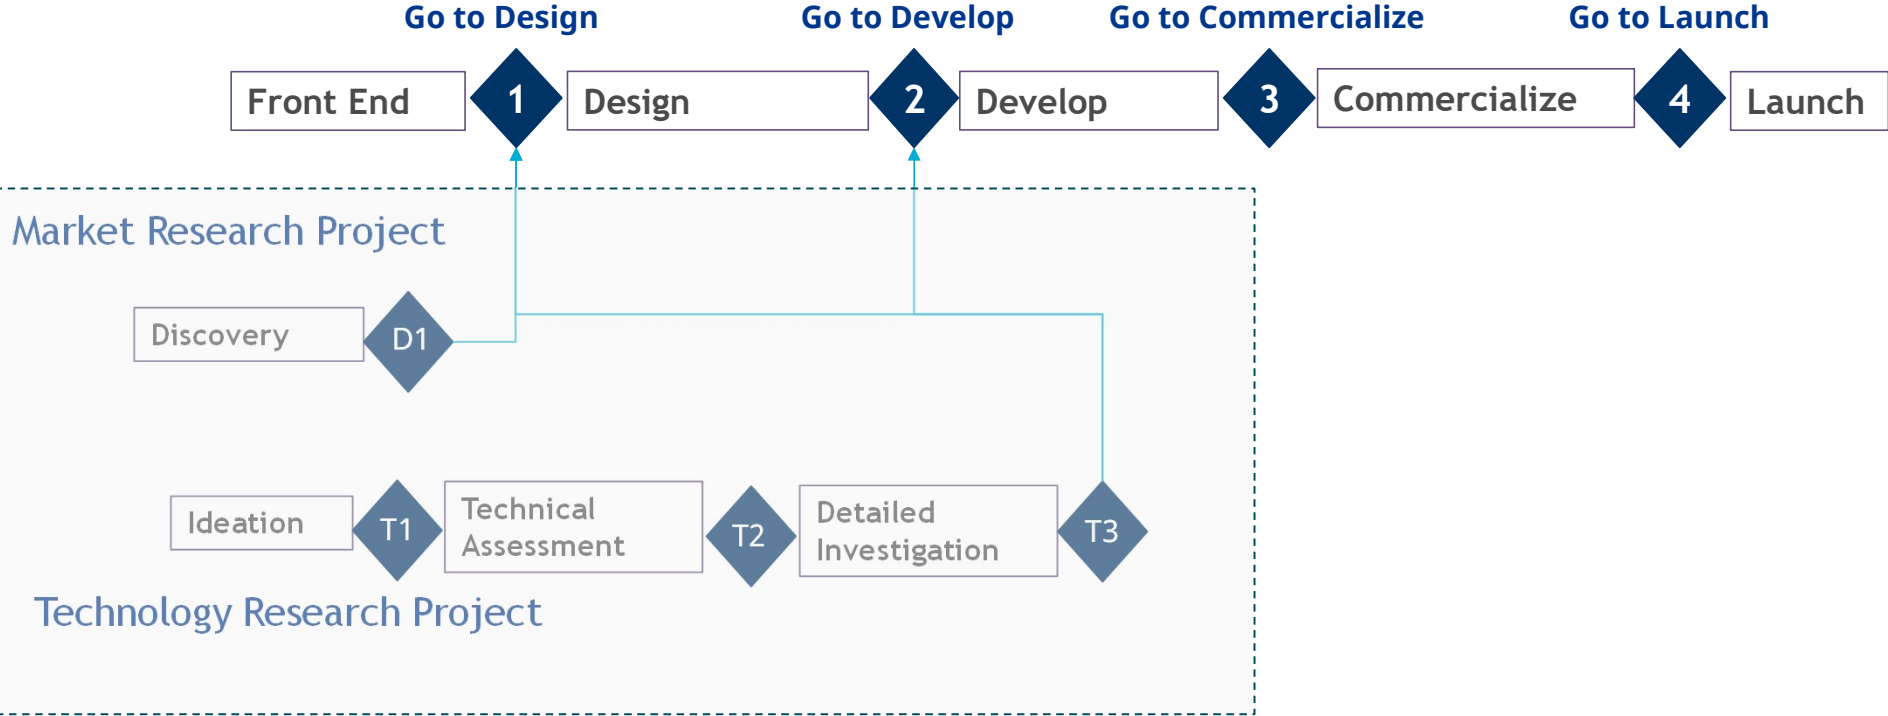 Go to Design
Go to Develop
Go to Commercialize
Go to Launch
Front End
1
Design
2
Develop
3
Commercialize
4
Launch
Market Research Project
Discovery
D1
Ideation
T1
Technical
Assessment
T2
Detailed
Investigation
T3
Technology Research Project